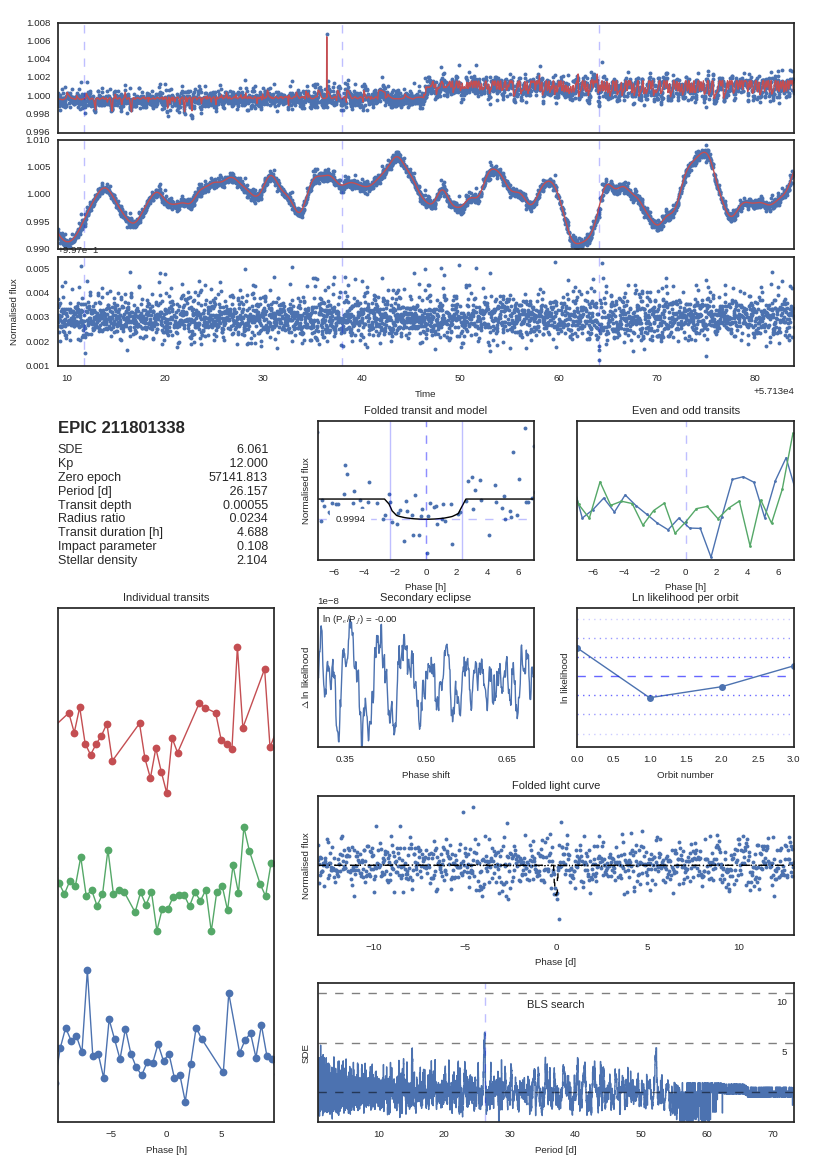 1.008
1.006
1.004
1.002
1.000
0.998
0.996
1.010
1.005
1.000
0.995
0.990
+9.97e−1
0.005
0.004
0.003
0.002
0.001
Normalised flux
10 20 30 40 50 60 70 80
Time
+5.713e4
EPIC 211801338
SDE 6.061
Kp 12.000
Zero epoch 57141.813
Period [d] 26.157
Transit depth 0.00055
Radius ratio 0.0234
Transit duration [h] 4.688
Impact parameter 0.108
Stellar density 2.104
Folded transit and model
Normalised flux
0.9994
−6 −4 −2 0 2 4 6
Phase [h]
Even and odd transits
−6 −4 −2 0 2 4 6
Phase [h]
Individual transits
−5 0 5
Phase [h]
Secondary eclipse
1e−8
Δ ln likelihood
0.35 0.50 0.65
Phase shift
Ln likelihood per orbit
ln likelihood
0.0 0.5 1.0 1.5 2.0 2.5 3.0
Orbit number
Folded light curve
Normalised flux
−10 −5 0 5 10
Phase [d]
BLS search
10
5
SDE
10 20 30 40 50 60 70
Period [d]